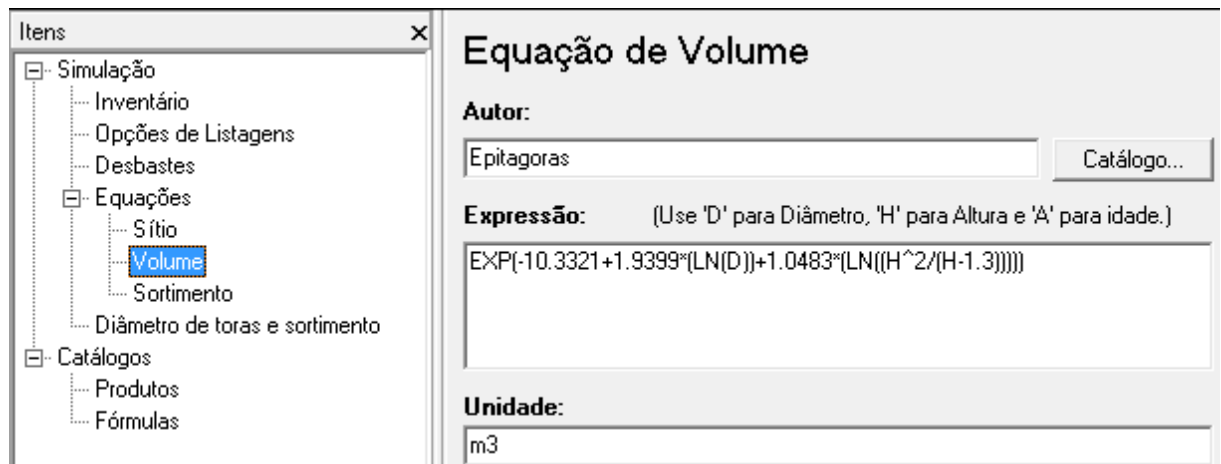 Itens
Simulação
Inventário
Opções de Listagens
Desbastes
Equações
Sítio
Volume
Sortimento
Diâmetro de toras e sortimento
Catálogos
Produtos
Fórmulas
Equação de Volume
Autor:
Epitagoras Catálogo...
Expressão: (Use 'D' para Diâmetro, 'H' para Altura e 'A' para idade.)
EXP(-10.3321+1.9399*(LN(D))+1.0483*(LN((H^2/(H-1.3)))))
Unidade:
m3